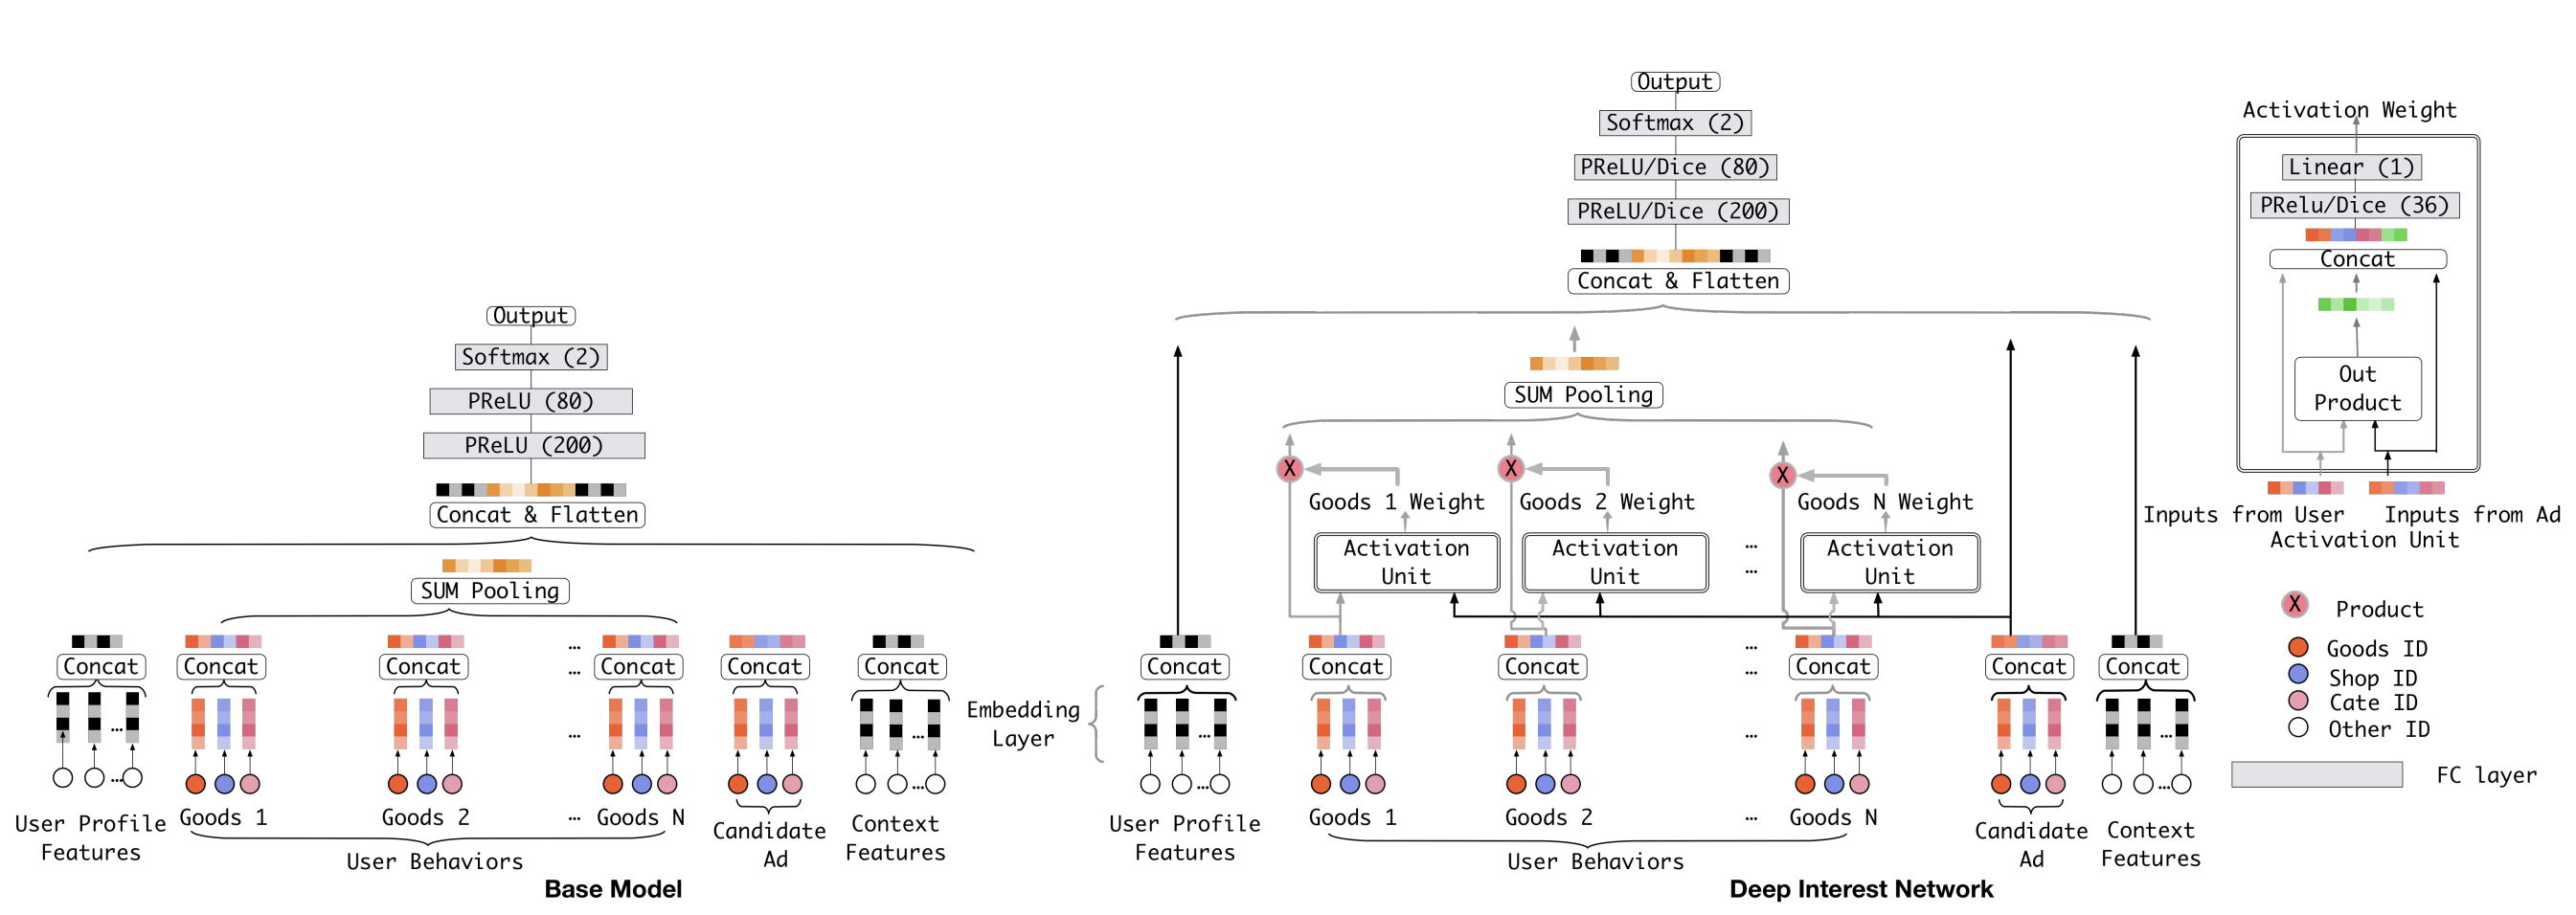 Output
Softmax (2)
PReLU (80)
PReLU (200)
Concat & Flatten
SUM Pooling
... 
Concat Concat Concat ... Concat Concat Concat
... ... ...
Goods 1 Goods 2 ... Goods N
User Profile
Features
User Behaviors
Candidate
Ad
Context
Features
Base Model
Output
Softmax (2)
PReLU/Dice (80)
PReLU/Dice (200)
Concat & Flatten
SUM Pooling
X X X
Goods 1 Weight Goods 2 Weight Goods N Weight
Activation
Unit
Activation
Unit
...
...
Activation
Unit
...
Concat Concat Concat ... Concat Concat Concat
Embedding
Layer
... ... ...
... ...
Goods 1 Goods 2 ... Goods N
User Profile
Features
User Behaviors
Candidate
Ad
Context
Features
Deep Interest Network
Activation Weight
Linear (1)
PRelu/Dice (36)
Concat
Out
Product
Inputs from User Inputs from Ad
Activation Unit
X Product
Goods ID
Shop ID
Cate ID
Other ID
FC layer